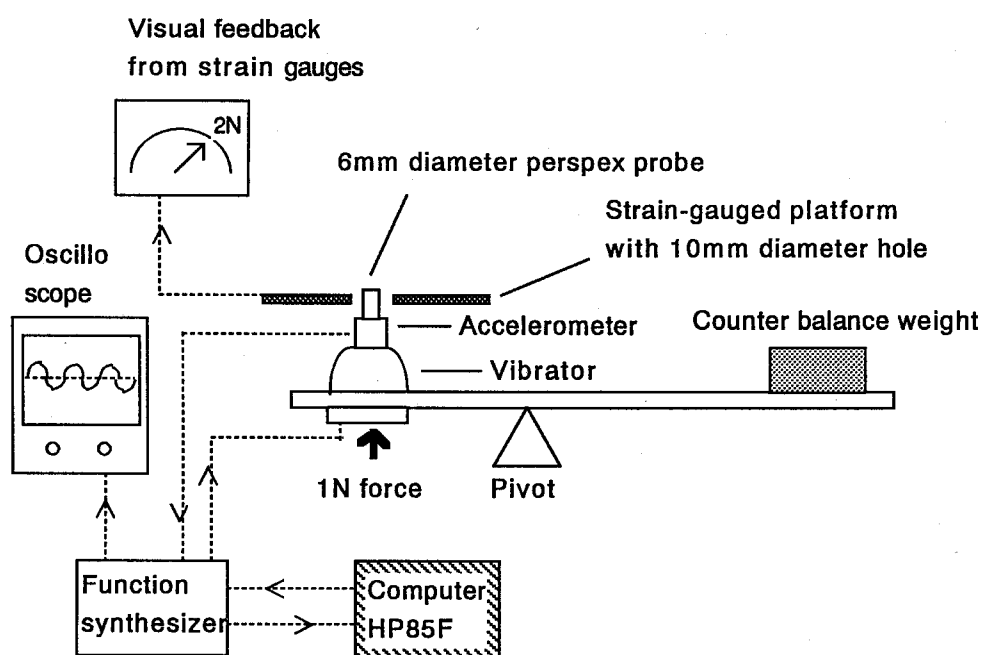 Visual feedback
from strain gauges
2N
6mm diameter perspex probe
Strain-gauged platform
with 10mm diameter hole
Oscillo
scope
Accelerometer
Counter balance weight
Vibrator
1N force
Pivot
Function
synthesizer
Computer
HP85F